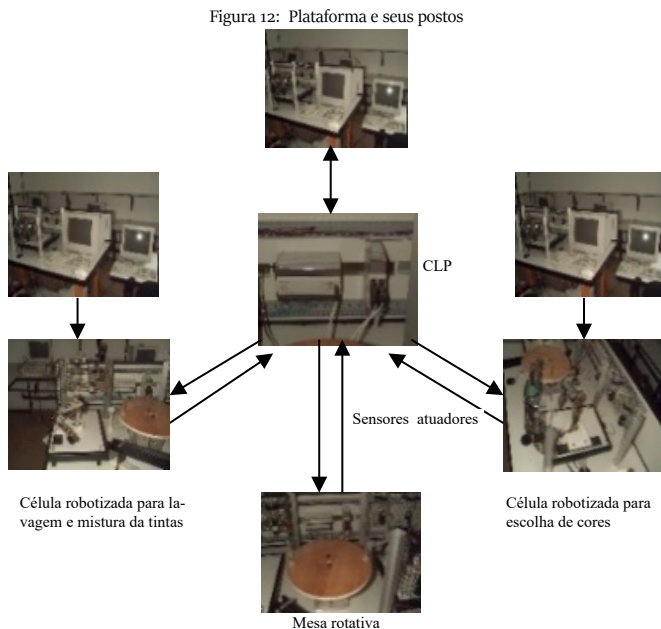 Figura 12: Plataforma e seus postos
CLP
Sensores atuadores
Célula robotizada para la-
vagem e mistura da tintas
Célula robotizada para
escolha de cores
Mesa rotativa